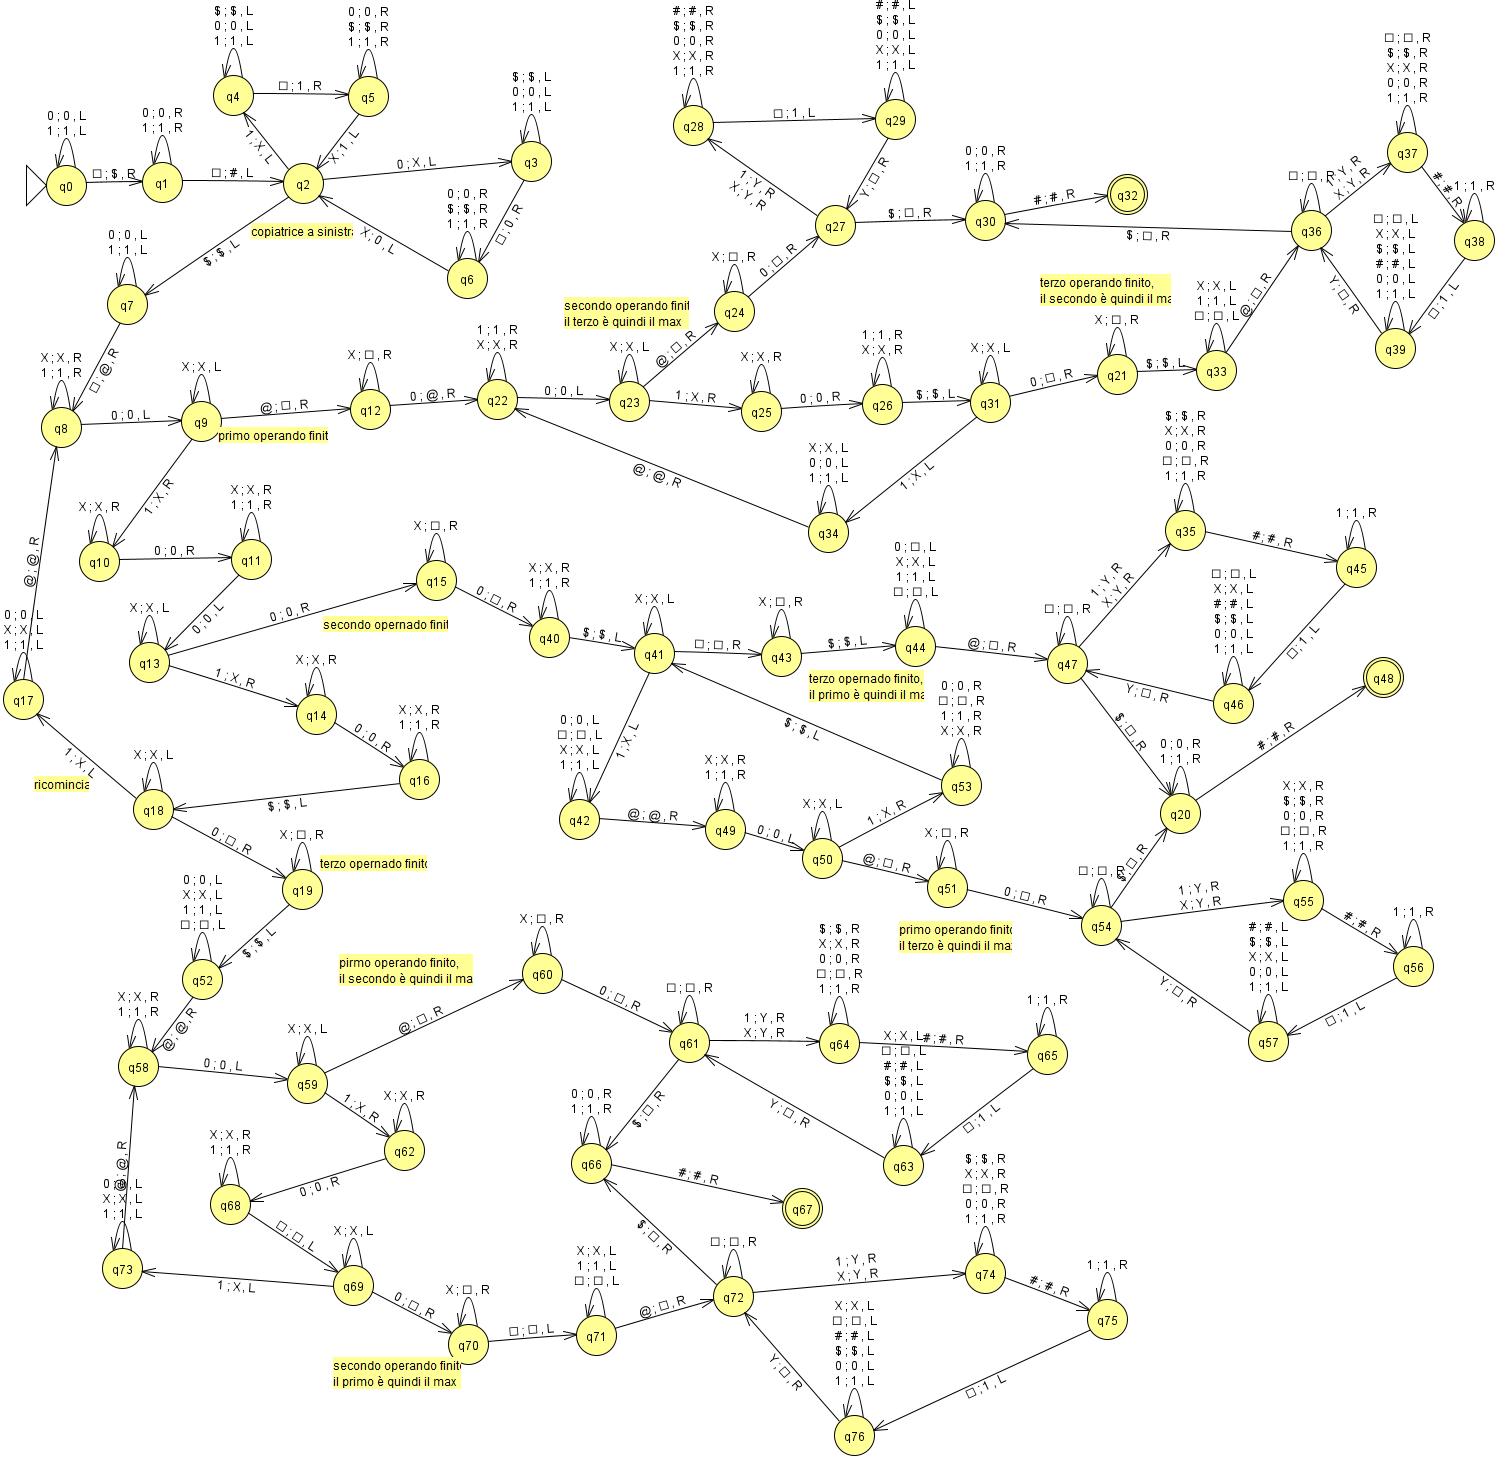 $ ; $ , L
0 ; 0 , L
1 ; 1 , L
q4
□ ; 1 , R
0 ; 0 , R
$ ; $ , R
1 ; 1 , R
q5
0 ; 0 , L
1 ; 1 , L
q0
□ ; $ , R
0 ; 0 , R
1 ; 1 , R
q1
□ ; # , L
1 ; X , L
X ; 1 , L
q2
0 ; X , L
$ ; $ , L
0 ; 0 , L
1 ; 1 , L
q3
□ ; 0 , R
0 ; 0 , R
$ ; $ , R
1 ; 1 , R
q6
X ; 0 , L
copiatrice a sinistra
$ ; $ , L
0 ; 0 , L
1 ; 1 , L
q7
□ ; @ , R
# ; # , R
$ ; $ , R
0 ; 0 , R
X ; X , R
1 ; 1 , R
q28
□ ; 1 , L
# ; # , L
$ ; $ , L
0 ; 0 , L
X ; X , L
1 ; 1 , L
q29
Y ; □ , R
1 ; Y , R
X ; Y , R
q27
$ ; □ , R
0 ; 0 , R
1 ; 1 , R
q30
# ; # , R
q32
$ ; □ , R
□ ; □ , R
q36
1 ; Y , R
X ; Y , R
□ ; □ , R
$ ; $ , R
X ; X , R
0 ; 0 , R
1 ; 1 , R
q37
# ; # , R
1 ; 1 , R
q38
□ ; 1 , L
□ ; □ , L
X ; X , L
$ ; $ , L
# ; # , L
0 ; 0 , L
1 ; 1 , L
q39
Y ; □ , R
X ; □ , R
q24
0 ; □ , R
secondo operando finit
il terzo è quindi il max
@ ; □ , R
terzo operando finito,
il secondo è quindi il ma
X ; X , R
1 ; 1 , R
q8
0 ; 0 , L
X ; X , L
q9
@ ; □ , R
primo operando finit
X ; □ , R
q12
0 ; @ , R
1 ; 1 , R
X ; X , R
q22
0 ; 0 , L
X ; X , L
q23
1 ; X , R
X ; X , R
q25
0 ; 0 , R
1 ; 1 , R
X ; X , R
q26
$ ; $ , L
X ; X , L
q31
0 ; □ , R
X ; □ , R
q21
$ ; $ , L
X ; X , L
1 ; 1 , L
□ ; □ , L
q33
@ ; □ , R
1 ; X , L
X ; X , L
0 ; 0 , L
1 ; 1 , L
q34
@ ; @ , R
1 ; X , R
X ; X , R
q10
0 ; 0 , R
X ; X , R
1 ; 1 , R
q11
0 ; 0 , L
@ ; @ , R
X ; X , L
q13
0 ; 0 , R
secondo opernado finit
1 ; X , R
X ; □ , R
q15
0 ; □ , R
X ; X , R
1 ; 1 , R
q40
$ ; $ , L
X ; X , L
q41
□ ; □ , R
X ; □ , R
q43
$ ; $ , L
0 ; □ , L
X ; X , L
1 ; 1 , L
□ ; □ , L
q44
terzo opernado finito,
il primo è quindi il ma
@ ; □ , R
□ ; □ , R
q47
1 ; Y , R
X ; Y , R
$ ; $ , R
X ; X , R
0 ; 0 , R
□ ; □ , R
1 ; 1 , R
q35
# ; # , R
1 ; 1 , R
q45
□ ; 1 , L
□ ; □ , L
X ; X , L
# ; # , L
$ ; $ , L
0 ; 0 , L
1 ; 1 , L
q46
Y ; □ , R
$ ; □ , R
q48
# ; # , R
0 ; 0 , L
X ; X , L
1 ; 1 , L
q17
1 ; X , L
ricomincia
X ; X , R
q14
0 ; 0 , R
X ; X , R
1 ; 1 , R
q16
$ ; $ , L
X ; X , L
q18
0 ; □ , R
1 ; X , L
0 ; 0 , L
□ ; □ , L
X ; X , L
1 ; 1 , L
q42
@ ; @ , R
X ; X , R
1 ; 1 , R
q49
0 ; 0 , L
X ; X , L
q50
1 ; X , R
0 ; 0 , R
□ ; □ , R
1 ; 1 , R
X ; X , R
q53
$ ; $ , L
@ ; □ , R
X ; □ , R
q51
0 ; □ , R
primo operando finito
il terzo è quindi il ma
0 ; 0 , R
1 ; 1 , R
q20
$ ; □ , R
□ ; □ , R
q54
1 ; Y , R
X ; Y , R
X ; X , R
$ ; $ , R
0 ; 0 , R
□ ; □ , R
1 ; 1 , R
q55
# ; # , R
1 ; 1 , R
q56
□ ; 1 , L
# ; # , L
$ ; $ , L
X ; X , L
0 ; 0 , L
1 ; 1 , L
q57
Y ; □ , R
X ; □ , R
q19
terzo opernado finito
$ ; $ , L
0 ; 0 , L
X ; X , L
1 ; 1 , L
□ ; □ , L
q52
@ ; @ , R
X ; X , R
1 ; 1 , R
q58
0 ; 0 , L
X ; X , L
q59
@ ; □ , R
pirmo operando finito,
il secondo è quindi il ma
X ; □ , R
q60
0 ; □ , R
□ ; □ , R
q61
1 ; Y , R
X ; Y , R
$ ; $ , R
X ; X , R
0 ; 0 , R
□ ; □ , R
1 ; 1 , R
q64
# ; # , R
1 ; 1 , R
q65
□ ; 1 , L
X ; X , L
□ ; □ , L
# ; # , L
$ ; $ , L
0 ; 0 , L
1 ; 1 , L
q63
Y ; □ , R
$ ; □ , R
1 ; X , R
X ; X , R
q62
0 ; 0 , R
X ; X , R
1 ; 1 , R
q68
□ ; □ , L
0 ; 0 , R
1 ; 1 , R
q66
# ; # , R
q67
@ ; @ , R
0 ; 0 , L
X ; X , L
1 ; 1 , L
q73
1 ; X , L
X ; X , L
q69
0 ; □ , R
X ; □ , R
q70
secondo operando finito
il primo è quindi il max
□ ; □ , L
X ; X , L
1 ; 1 , L
□ ; □ , L
q71
@ ; □ , R
$ ; □ , R
□ ; □ , R
q72
1 ; Y , R
X ; Y , R
$ ; $ , R
X ; X , R
□ ; □ , R
0 ; 0 , R
1 ; 1 , R
q74
# ; # , R
1 ; 1 , R
q75
□ ; 1 , L
X ; X , L
□ ; □ , L
# ; # , L
$ ; $ , L
0 ; 0 , L
1 ; 1 , L
q76
Y ; □ , R